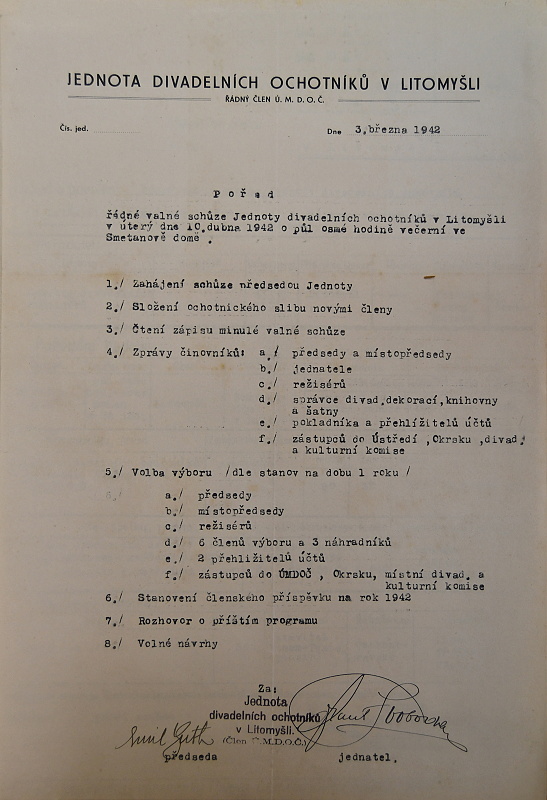 JEDNOTA DIVADELNÍCH OCHOTNÍKŮ V LITOMYŠLI
ŘÁDNÝ ČLEN Ú. M. D. O. Č.
Čís. jed.
Dne 3.března 1942
P o ř a d
řádné valné schůze Jednoty divadelních ochotníků v Litomyšli
v úterý dne 10.dubna 1942 o půl osmé hodině večerní ve
Smetanově domě .
1./ Zahájení schůze předsedou Jednoty
2./ Složení ochotnického slibu novými členy
3./ Čtení zápisu minulé valné schůze
4./ Zprávy činovníků: a./ předsedy a místopředsedy
b./ jednatele
c./ režisérů
d./ správce divad.dekorací,knihovny
a šatny
e./ pokladníka a přehlížitelů účtů
f./ zástupců do Ústředí ,Okrsku,divad.
a kulturní komise
5./ Volba výboru /dle stanov na dobu 1 roku /
a./ předsedy
b./ místopředsedy
c./ režisérů
d./ 6 členů výboru a 3 náhradníků
e./ 2 přehližitelů účtů
f./ zástupců do ÚMDOČ , Okrsku, místní divad. a
kulturní komise
6./ Stanovení členského příspěvku na rok 1942
7./ Rozhovor o příštím programu
8./ Volné návrhy
Za:
Jednota
divadelních ochotníků
v Litomyšli.
(Člen Ú.M.D.O.Č.)
Emil
předseda
jednatel.